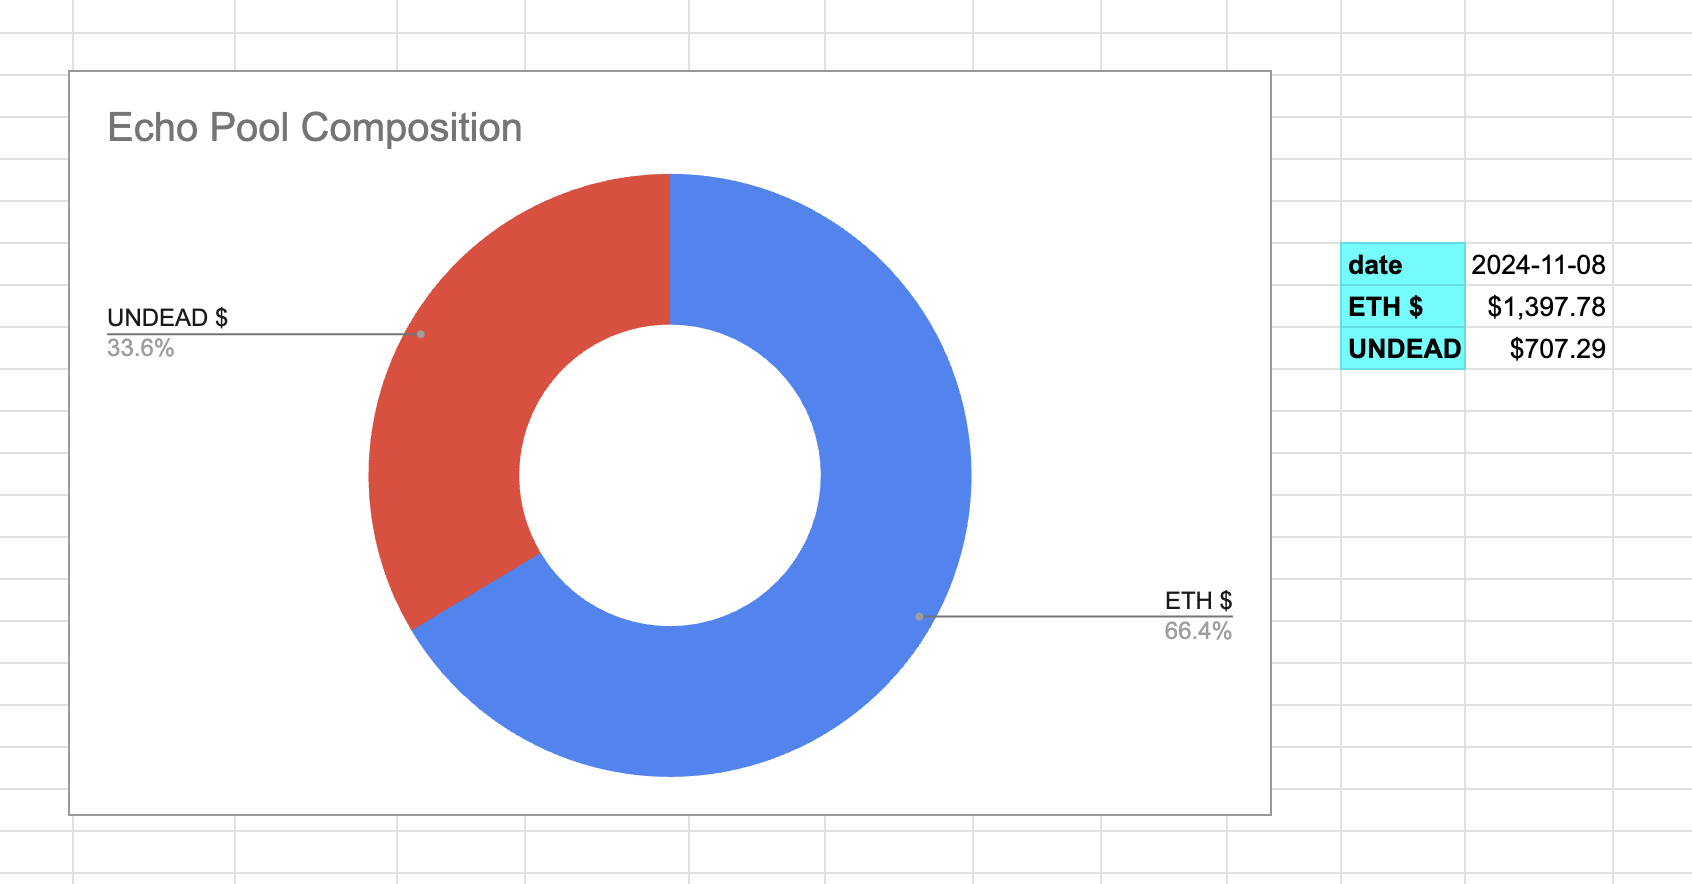 Echo Pool Composition
UNDEAD $
33.6%
ETH $
66.4%
date 2024-11-08
ETH $ $1,397.78
UNDEAD $707.29